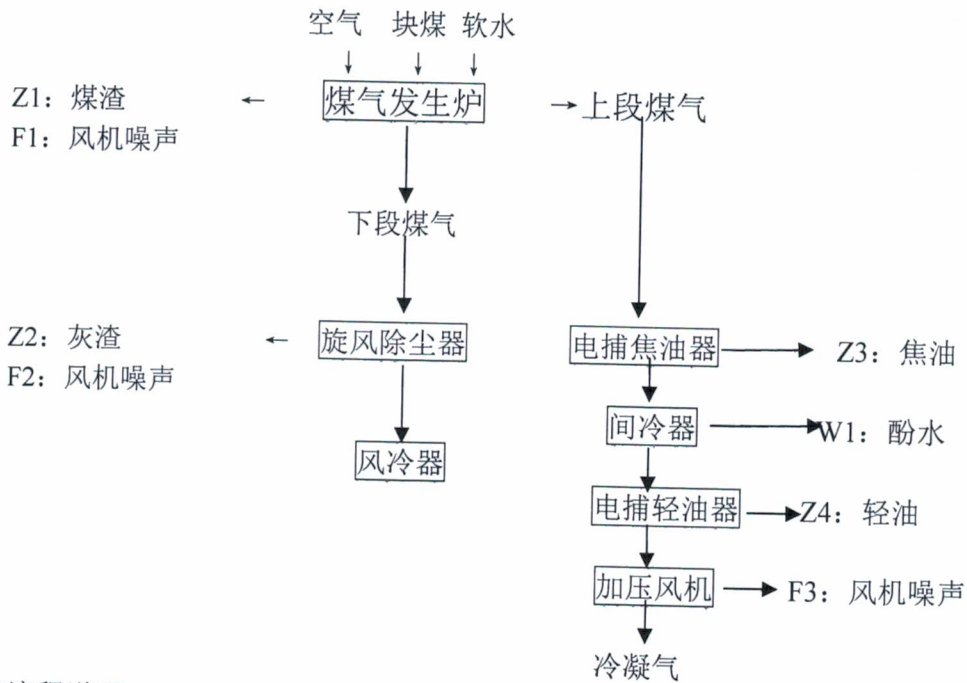 空气 块煤 软水
Z1：煤渣
F1：风机噪声
煤气发生炉
上段煤气
下段煤气
Z2：灰渣
F2：风机噪声
旋风除尘器
电捕焦油器
Z3：焦油
间冷器
W1：酚水
风冷器
电捕轻油器
Z4：轻油
加压风机
F3：风机噪声
冷凝气